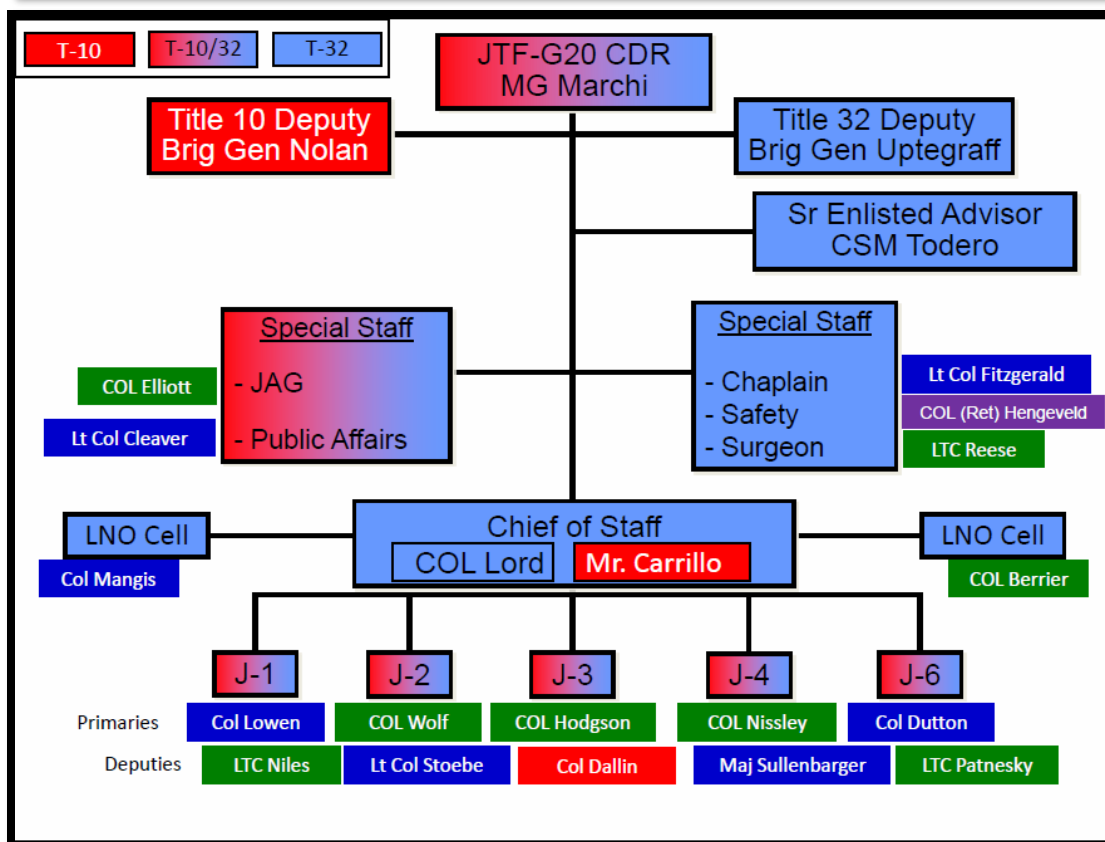 T-10
T-10/32
T-32
JTF-G20 CDR
MG Marchi
Title 10 Deputy
Brig Gen Nolan
Title 32 Deputy
Brig Gen Uptegraff
Sr Enlisted Advisor
CSM Todero
Special Staff
- JAG
- Public Affairs
COL Elliott
Lt Col Cleaver
Special Staff
- Chaplain
- Safety
- Surgeon
Lt Col Fitzgerald
COL (Ret) Hengeveld
LTC Reese
LNO Cell
Col Mangis
Chief of Staff
COL Lord
Mr. Carrillo
LNO Cell
COL Berrier
J-1
J-2
J-3
J-4
J-6
Primaries
Col Lowen
COL Wolf
COL Hodgson
COL Nissley
Col Dutton
Deputies
LTC Niles
Lt Col Stoebe
Col Dallin
Maj Sullenbarger
LTC Patnesky